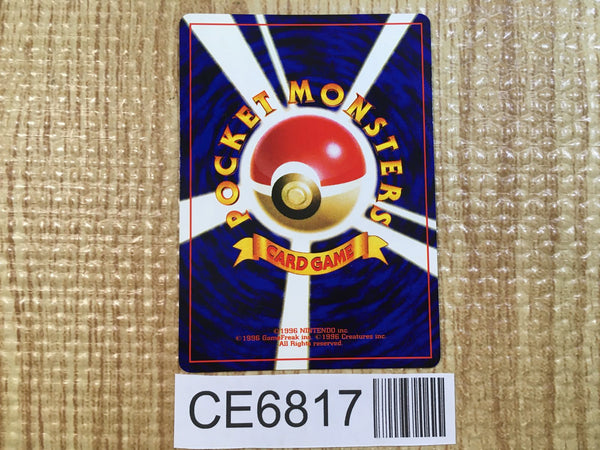 POCKET MONSTERS
CARD GAME
©1996 NINTENDO inc.
©1996 GameFreak inc. ©1996 Creatures inc.
All Rights reserved.
CE6817